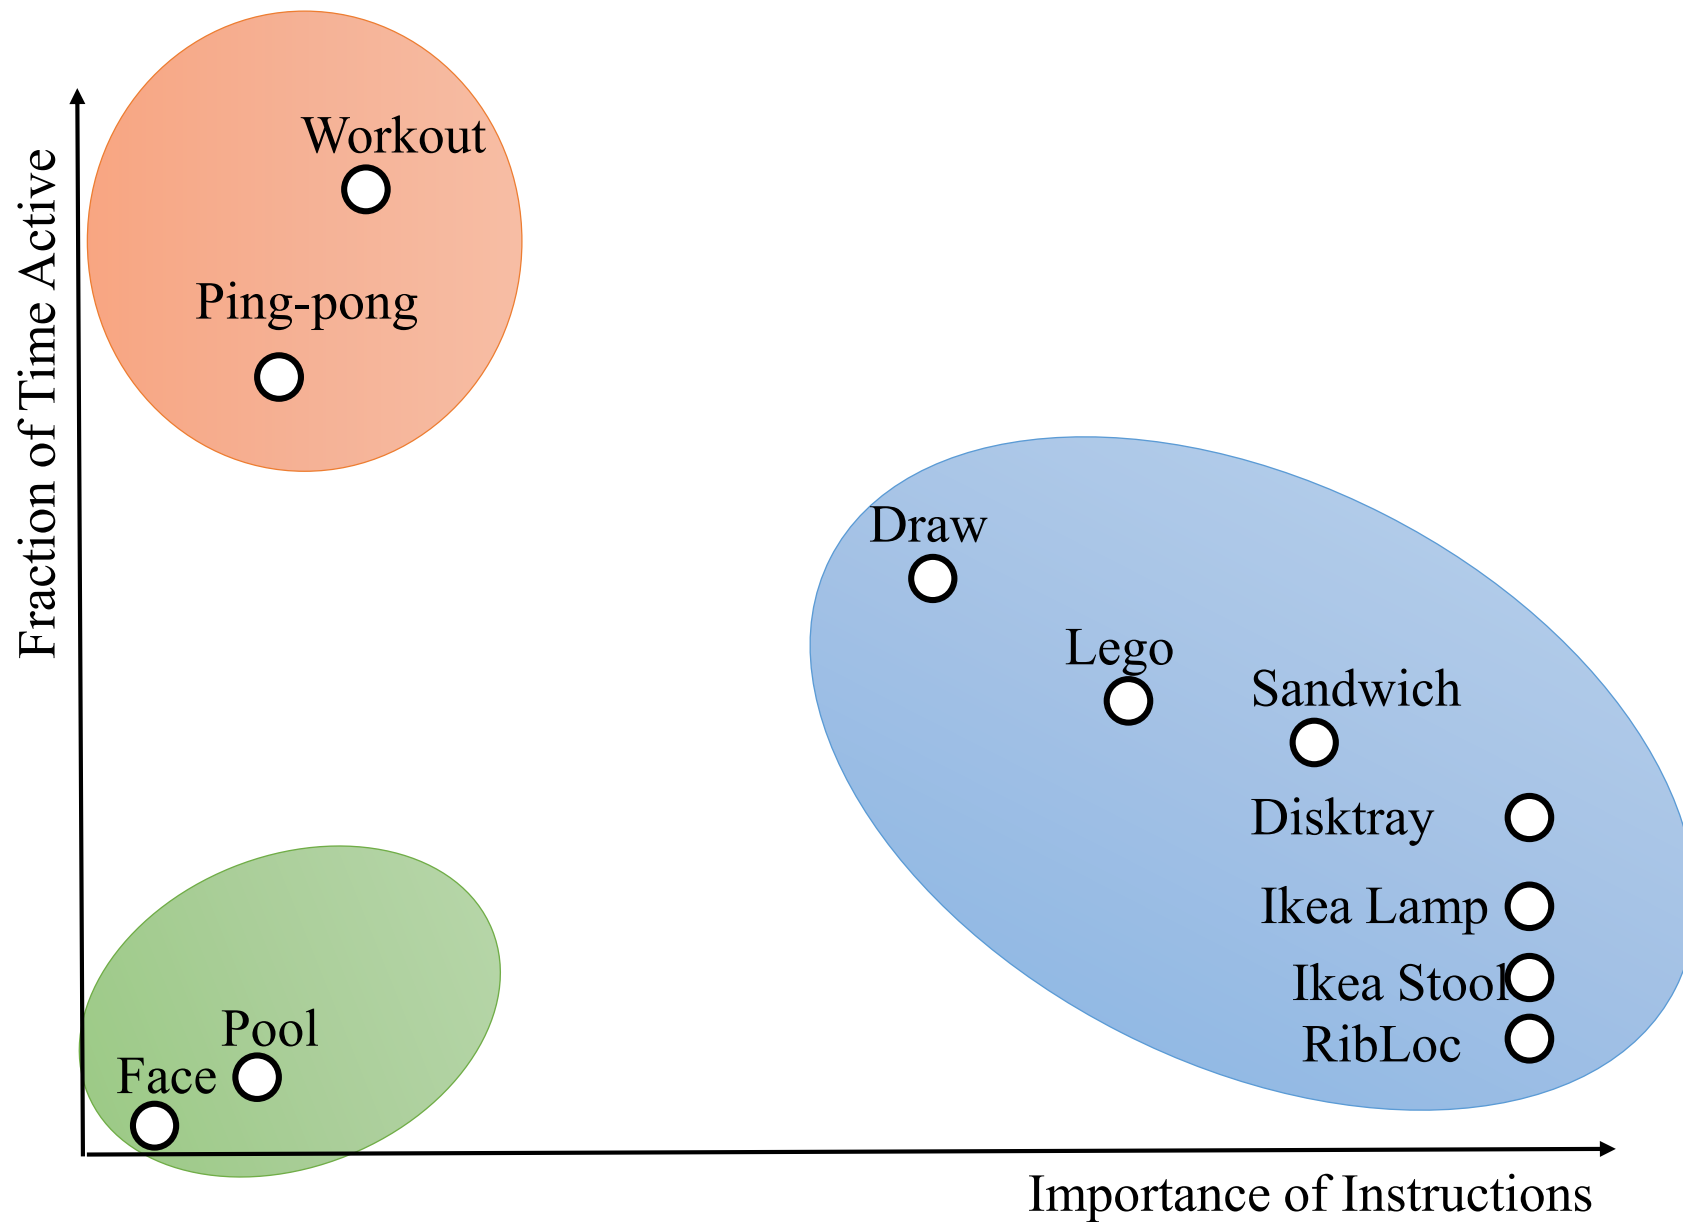 Workout
Ping-pong
Fraction of Time Active
Draw
Lego
Sandwich
Disktray
Ikea Lamp
Ikea Stool
RibLoc
Pool
Face
Importance of Instructions